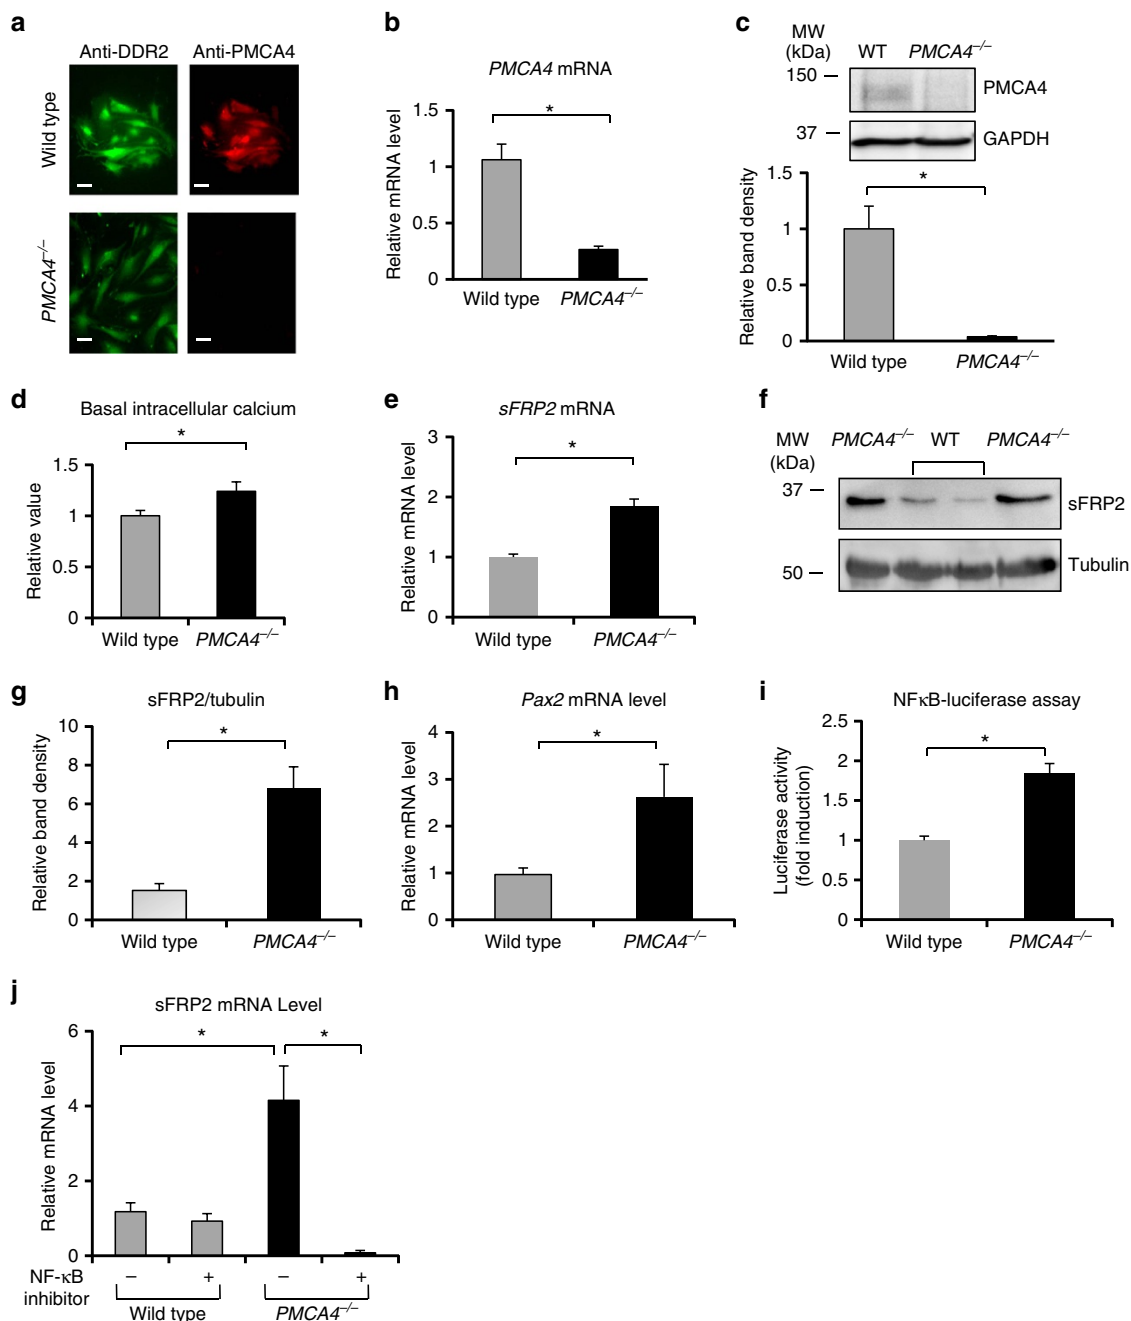 a
Anti-DDR2 Anti-PMCA4
Wild type
PMCA4–/–
b
PMCA4 mRNA
Relative mRNA level
1.5
*
1
0.5
0
Wild type PMCA4–/–
c
MW
(kDa) WT PMCA4–/–
150
PMCA4
37
GAPDH
Relative band density
1.5
*
1
0.5
0
Wild type PMCA4–/–
d
Basal intracellular calcium
*
Relative value
1.5
1
0.5
0
Wild type PMCA4–/–
e
sFRP2 mRNA
Relative mRNA level
3
*
2
1
0
Wild type PMCA4–/–
f
MW
(kDa) PMCA4–/– WT PMCA4–/–
37
sFRP2
50
Tubulin
g
sFRP2/tubulin
Relative band density
10
*
8
6
4
2
0
Wild type PMCA4–/–
h
Pax2 mRNA level
Relative mRNA level
4
*
3
2
1
0
Wild type PMCA4–/–
i
NFκB-luciferase assay
Luciferase activity
(fold induction)
2.5
*
2
1.5
1
0.5
0
Wild type PMCA4–/–
j
sFRP2 mRNA Level
Relative mRNA level
6
* *
4
2
0
NF-κB
inhibitor
– + – +
Wild type PMCA4–/–